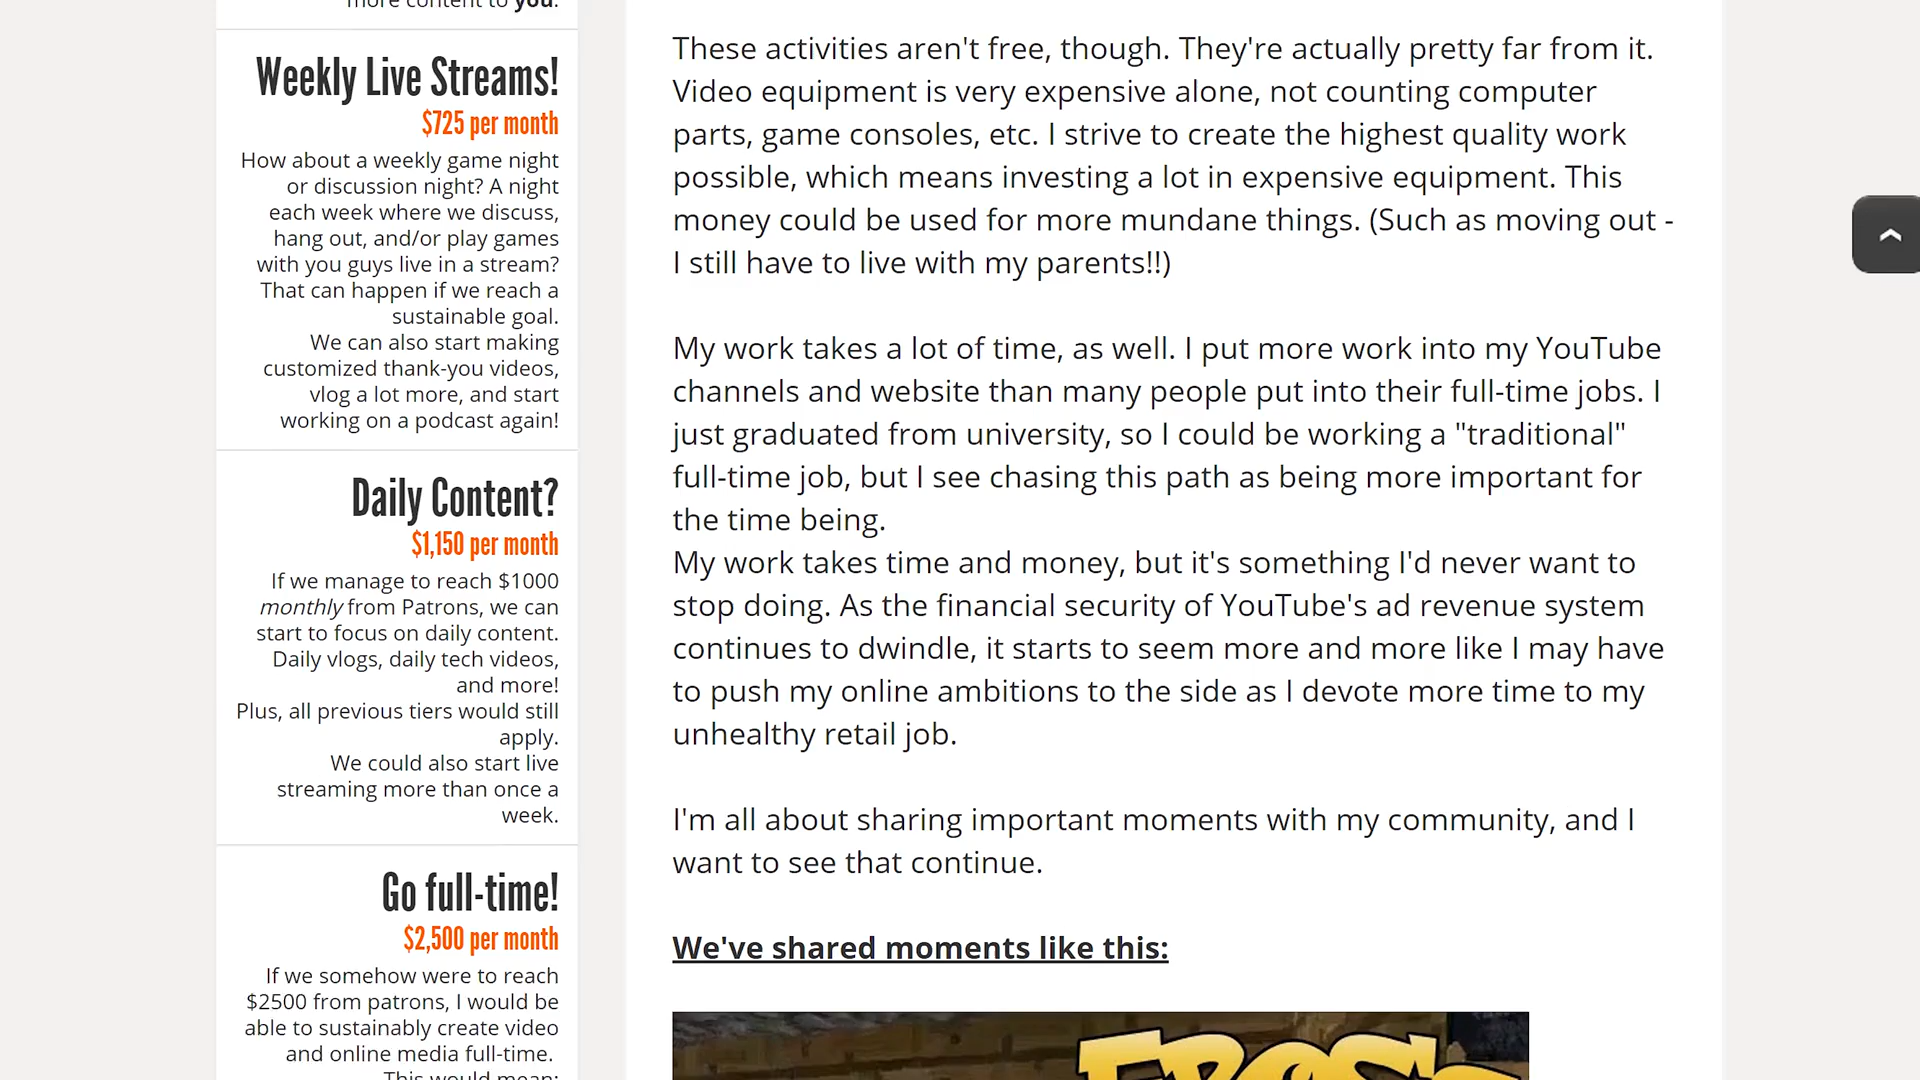 more content to you.
Weekly Live Streams!
$725 per month
How about a weekly game night
or discussion night? A night
each week where we discuss,
hang out, and/or play games
with you guys live in a stream?
That can happen if we reach a
sustainable goal.
We can also start making
customized thank-you videos,
vlog a lot more, and start
working on a podcast again!
Daily Content?
$1,150 per month
If we manage to reach $1000
monthly from Patrons, we can
start to focus on daily content.
Daily vlogs, daily tech videos,
and more!
Plus, all previous tiers would still
apply.
We could also start live
streaming more than once a
week.
Go full-time!
$2,500 per month
If we somehow were to reach
$2500 from patrons, I would be
able to sustainably create video
and online media full-time.
This would mean:
These activities aren't free, though. They're actually pretty far from it.
Video equipment is very expensive alone, not counting computer
parts, game consoles, etc. I strive to create the highest quality work
possible, which means investing a lot in expensive equipment. This
money could be used for more mundane things. (Such as moving out -
I still have to live with my parents!!)
My work takes a lot of time, as well. I put more work into my YouTube
channels and website than many people put into their full-time jobs. I
just graduated from university, so I could be working a "traditional"
full-time job, but I see chasing this path as being more important for
the time being.
My work takes time and money, but it's something I'd never want to
stop doing. As the financial security of YouTube's ad revenue system
continues to dwindle, it starts to seem more and more like I may have
to push my online ambitions to the side as I devote more time to my
unhealthy retail job.
I'm all about sharing important moments with my community, and I
want to see that continue.
We've shared moments like this: